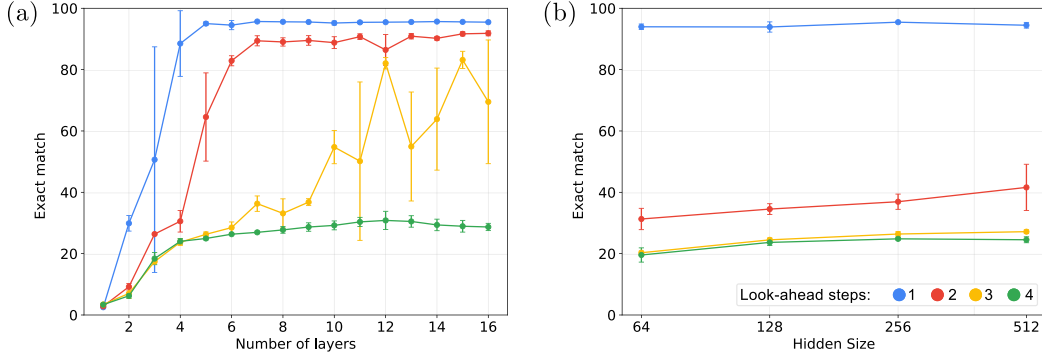 (a)
100
80
60
40
20
0
Exact match
2 4 6 8 10 12 14 16
Number of layers
(b)
100
80
60
40
20
0
Exact match
Look-ahead steps: 1 2 3 4
64 128 256 512
Hidden Size